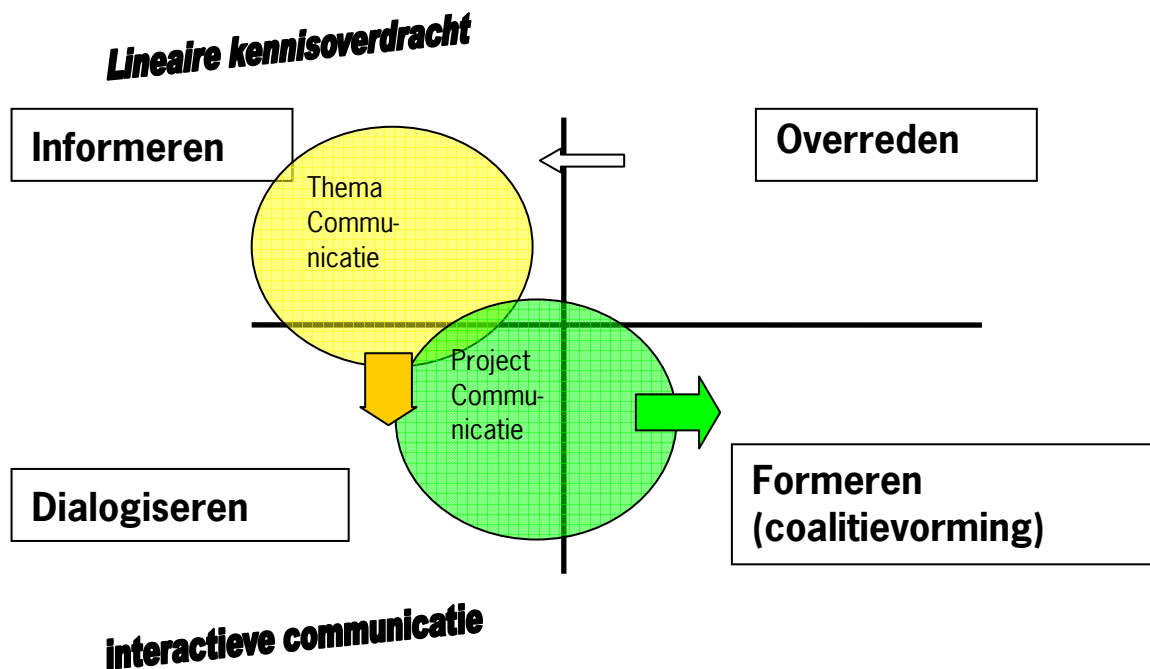 Lineaire kennisoverdracht
Informeren
Overreden
Thema
Commu-
nicatie
Project
Commu-
nicatie
Dialogiseren
Formeren
(coalitievorming)
interactieve communicatie